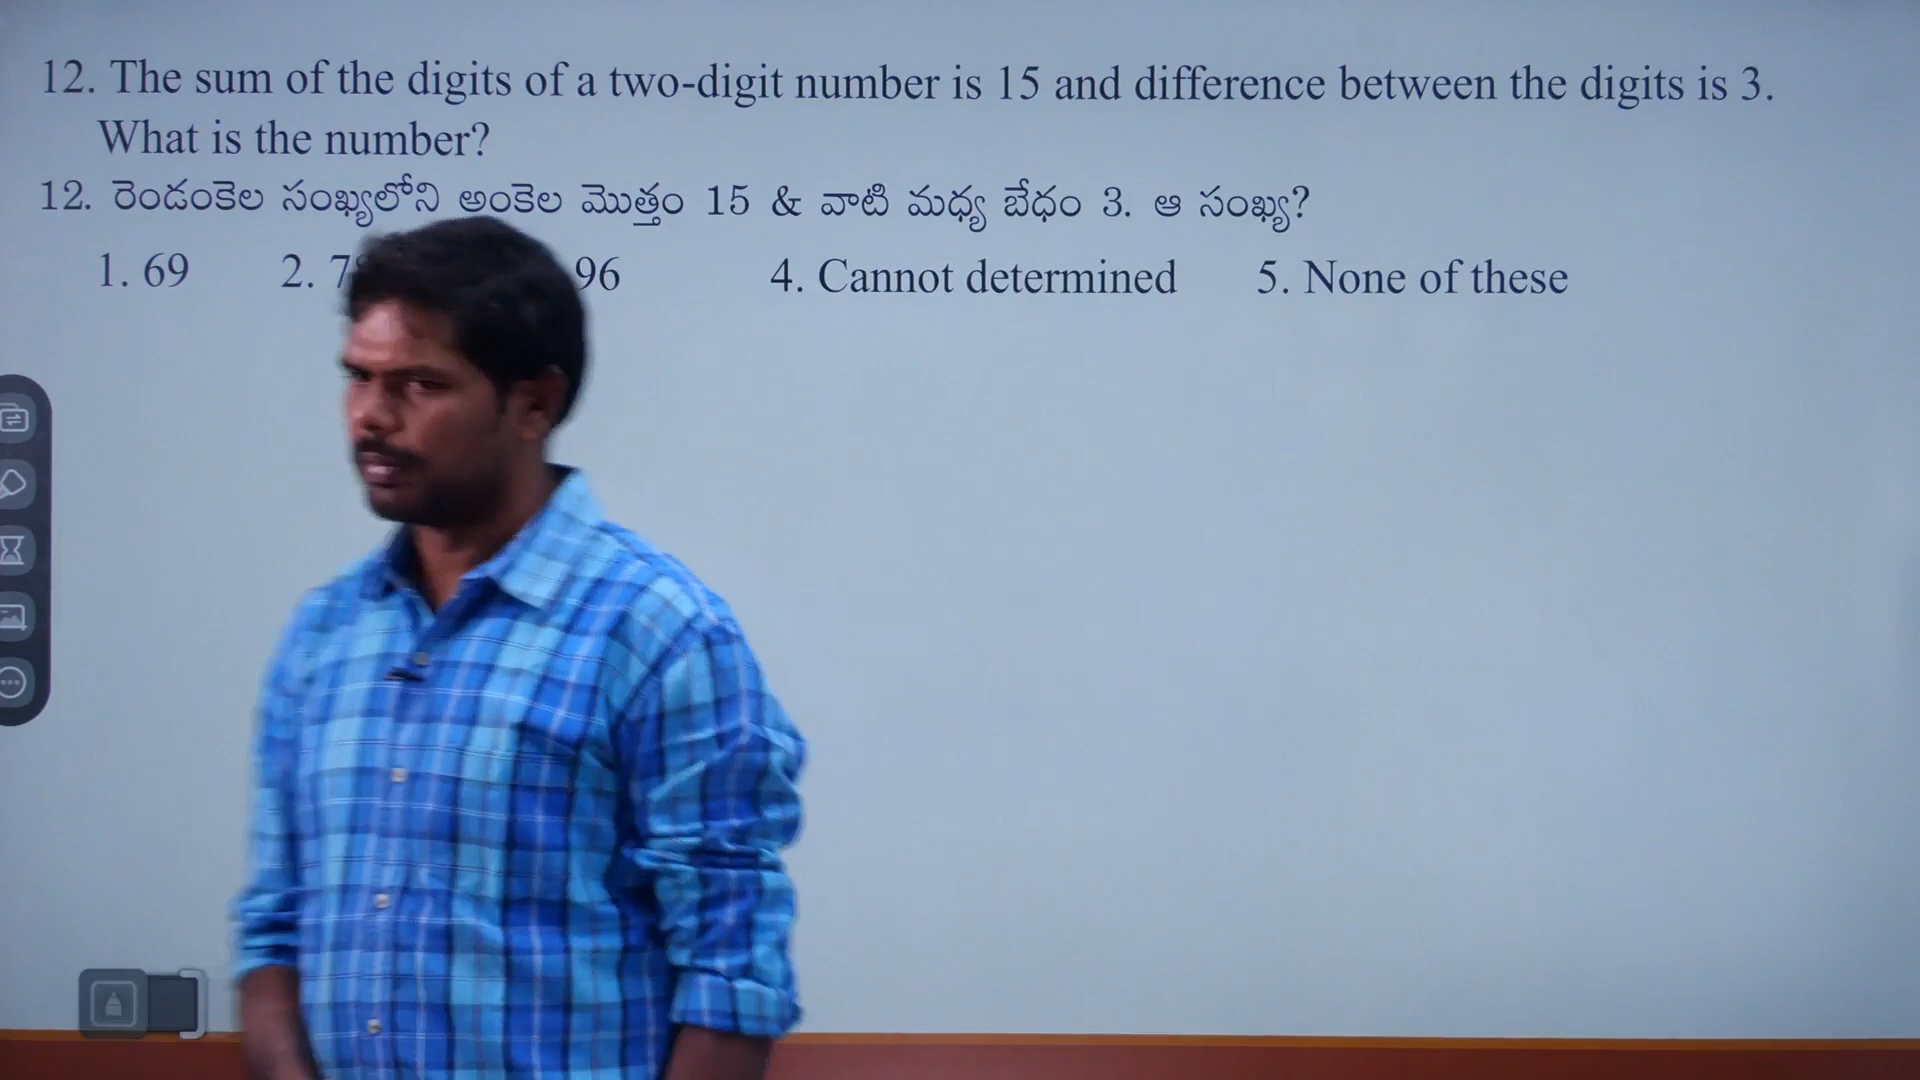 12. The sum of the digits of a two-digit number is 15 and difference between the digits is 3.
What is the number?
12. రెండంకెల సంఖ్యలోని అంకెల మొత్తం 15 & వాటి మధ్య బేధం 3. ఆ సంఖ్య?
1. 69 2. 96 4. Cannot determined 5. None of these